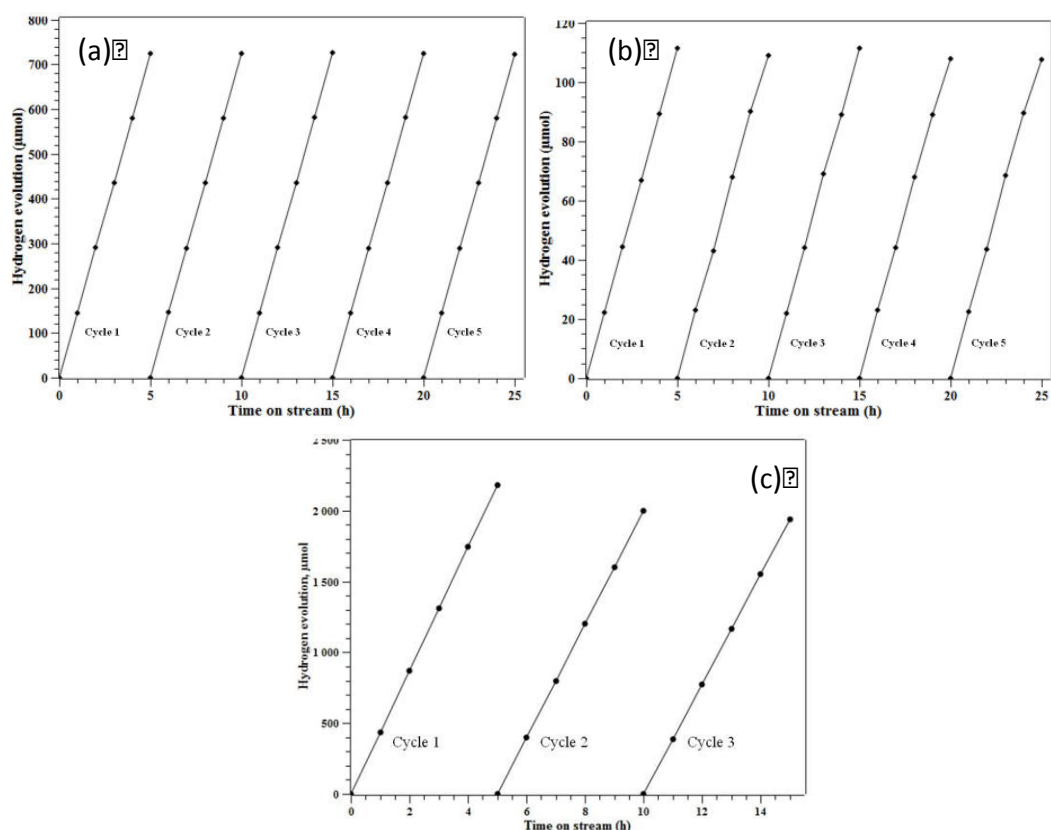 (a)⍰
Hydrogen evolution (µmol)
800
700
600
500
400
300
200
100
0
Cycle 1
Cycle 2
Cycle 3
Cycle 4
Cycle 5
0
5
10
15
20
25
Time on stream (h)
(b)⍰
Hydrogen evolution (µmol)
120
100
80
60
40
20
0
Cycle 1
Cycle 2
Cycle 3
Cycle 4
Cycle 5
0
5
10
15
20
25
Time on stream (h)
(c)⍰
Hydrogen evolution, µmol
2 500
2 000
1 500
1 000
500
0
Cycle 1
Cycle 2
Cycle 3
0
2
4
6
8
10
12
14
Time on stream (h)